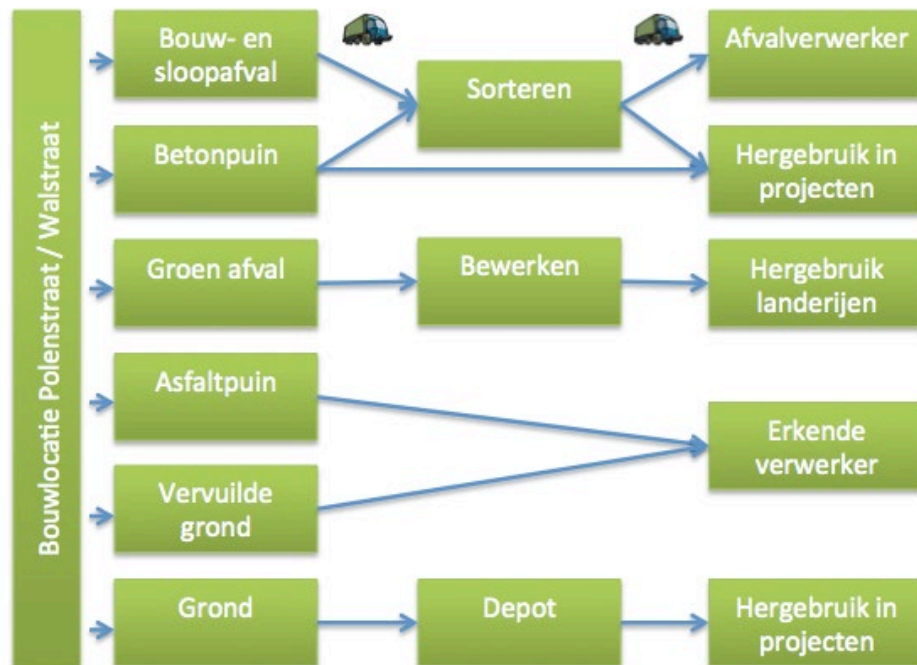 Bouwlocatie Polenstraat / Walstraat
Bouw- en
sloopafval
Sorteren
Afvalverwerker
Betonpuin
Hergebruik in
projecten
Groen afval
Bewerken
Hergebruik
landerijen
Asfaltpuin
Erkende
verwerker
Vervuilde
grond
Grond
Depot
Hergebruik in
projecten